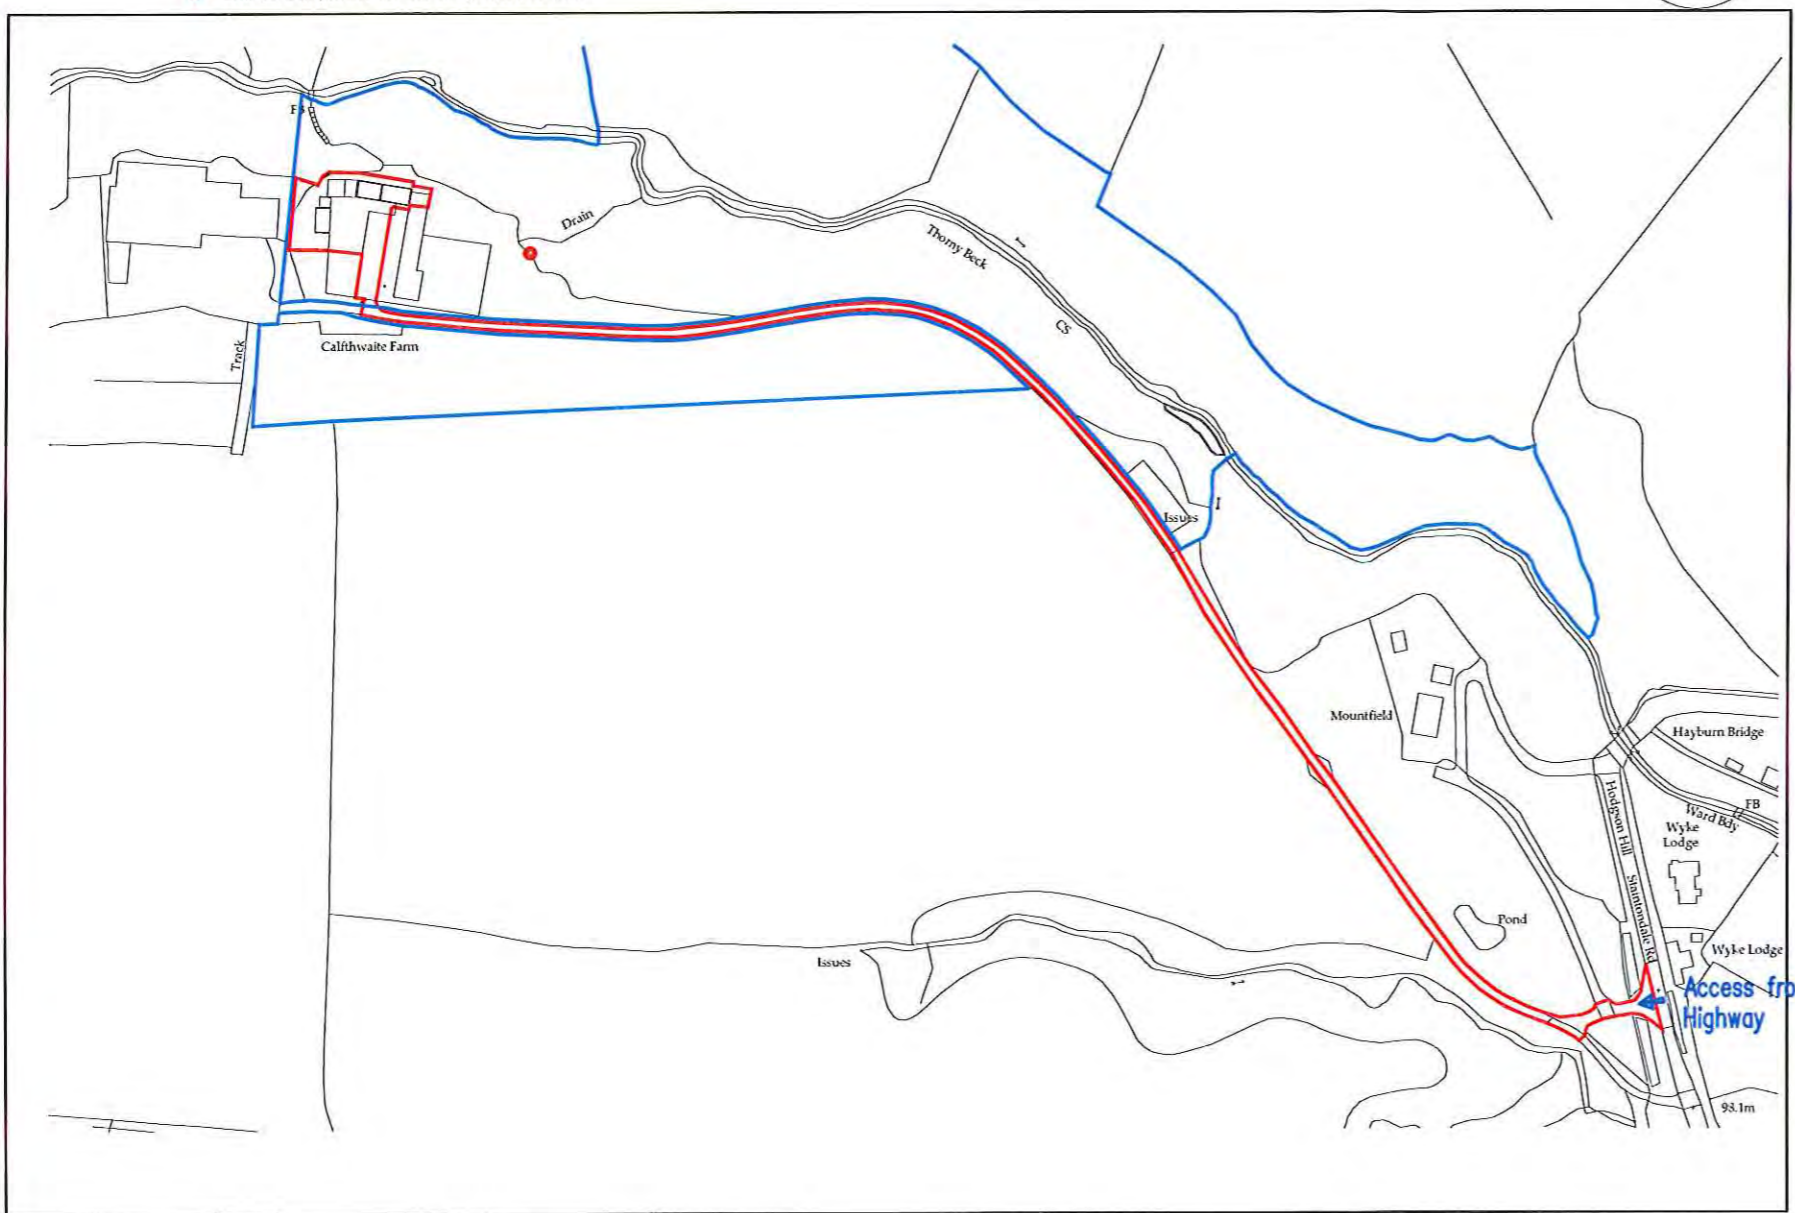 FS
Drain
Thorny Beck
CS
Calfthwaite Farm
Track
Issues
Mountfield
Hayburn Bridge
FB
Ward Bdy
Hodgson Hill
Wyke
Lodge
Staintondale Rd
Pond
Wyke Lodge
Issues
Access fro
Highway
93.1m